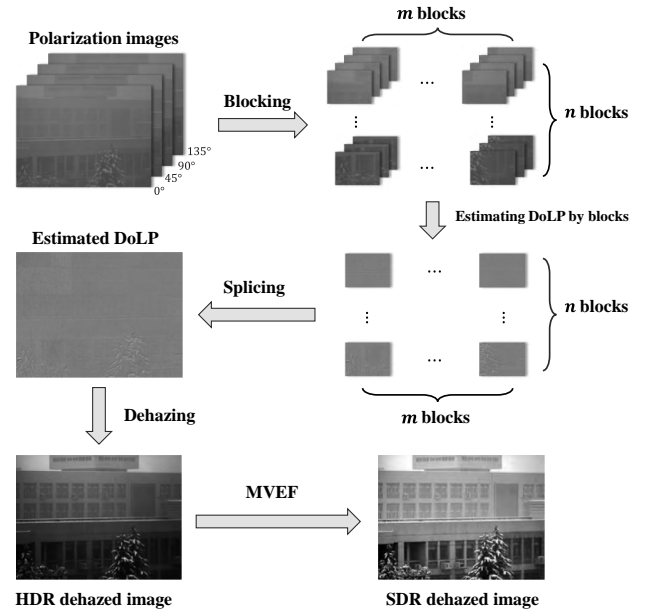 m blocks
Polarization images
Blocking
...
...
n blocks
135°
90°
45°
0°
Estimating DoLP by blocks
Estimated DoLP
Splicing
...
...
n blocks
m blocks
Dehazing
MVEF
HDR dehazed image
SDR dehazed image